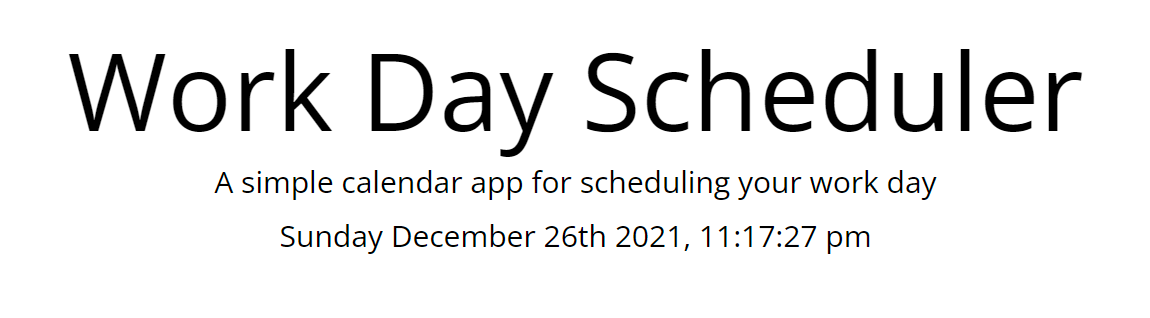 Work Day Scheduler
A simple calendar app for scheduling your work day
Sunday December 26th 2021, 11:17:27 pm